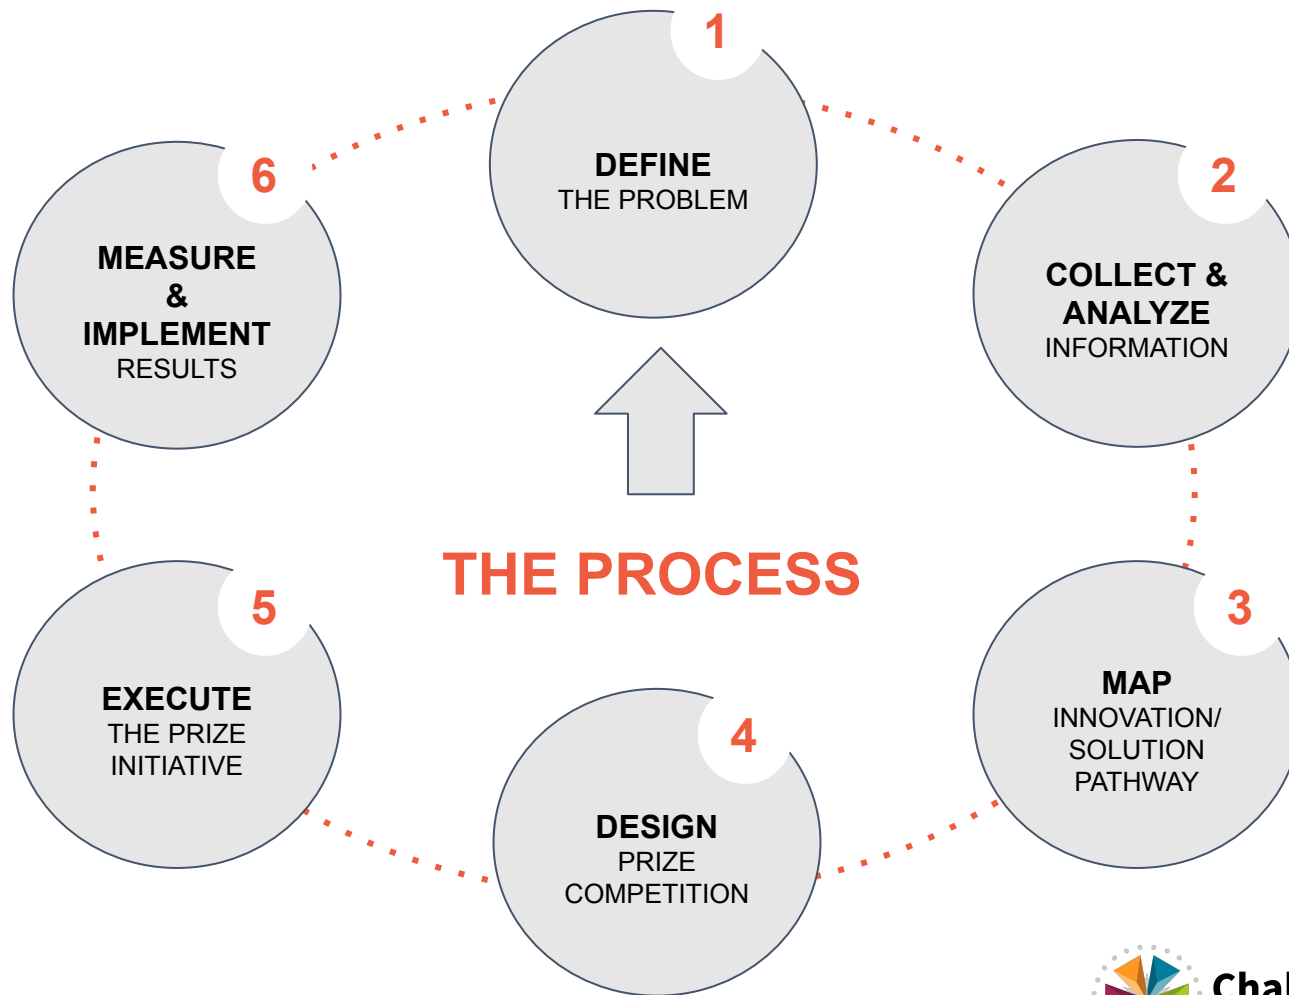 1
DEFINE
THE PROBLEM
2
COLLECT &
ANALYZE
INFORMATION
3
MAP
INNOVATION/
SOLUTION
PATHWAY
4
DESIGN
PRIZE
COMPETITION
5
EXECUTE
THE PRIZE
INITIATIVE
6
MEASURE
&
IMPLEMENT
RESULTS
THE PROCESS